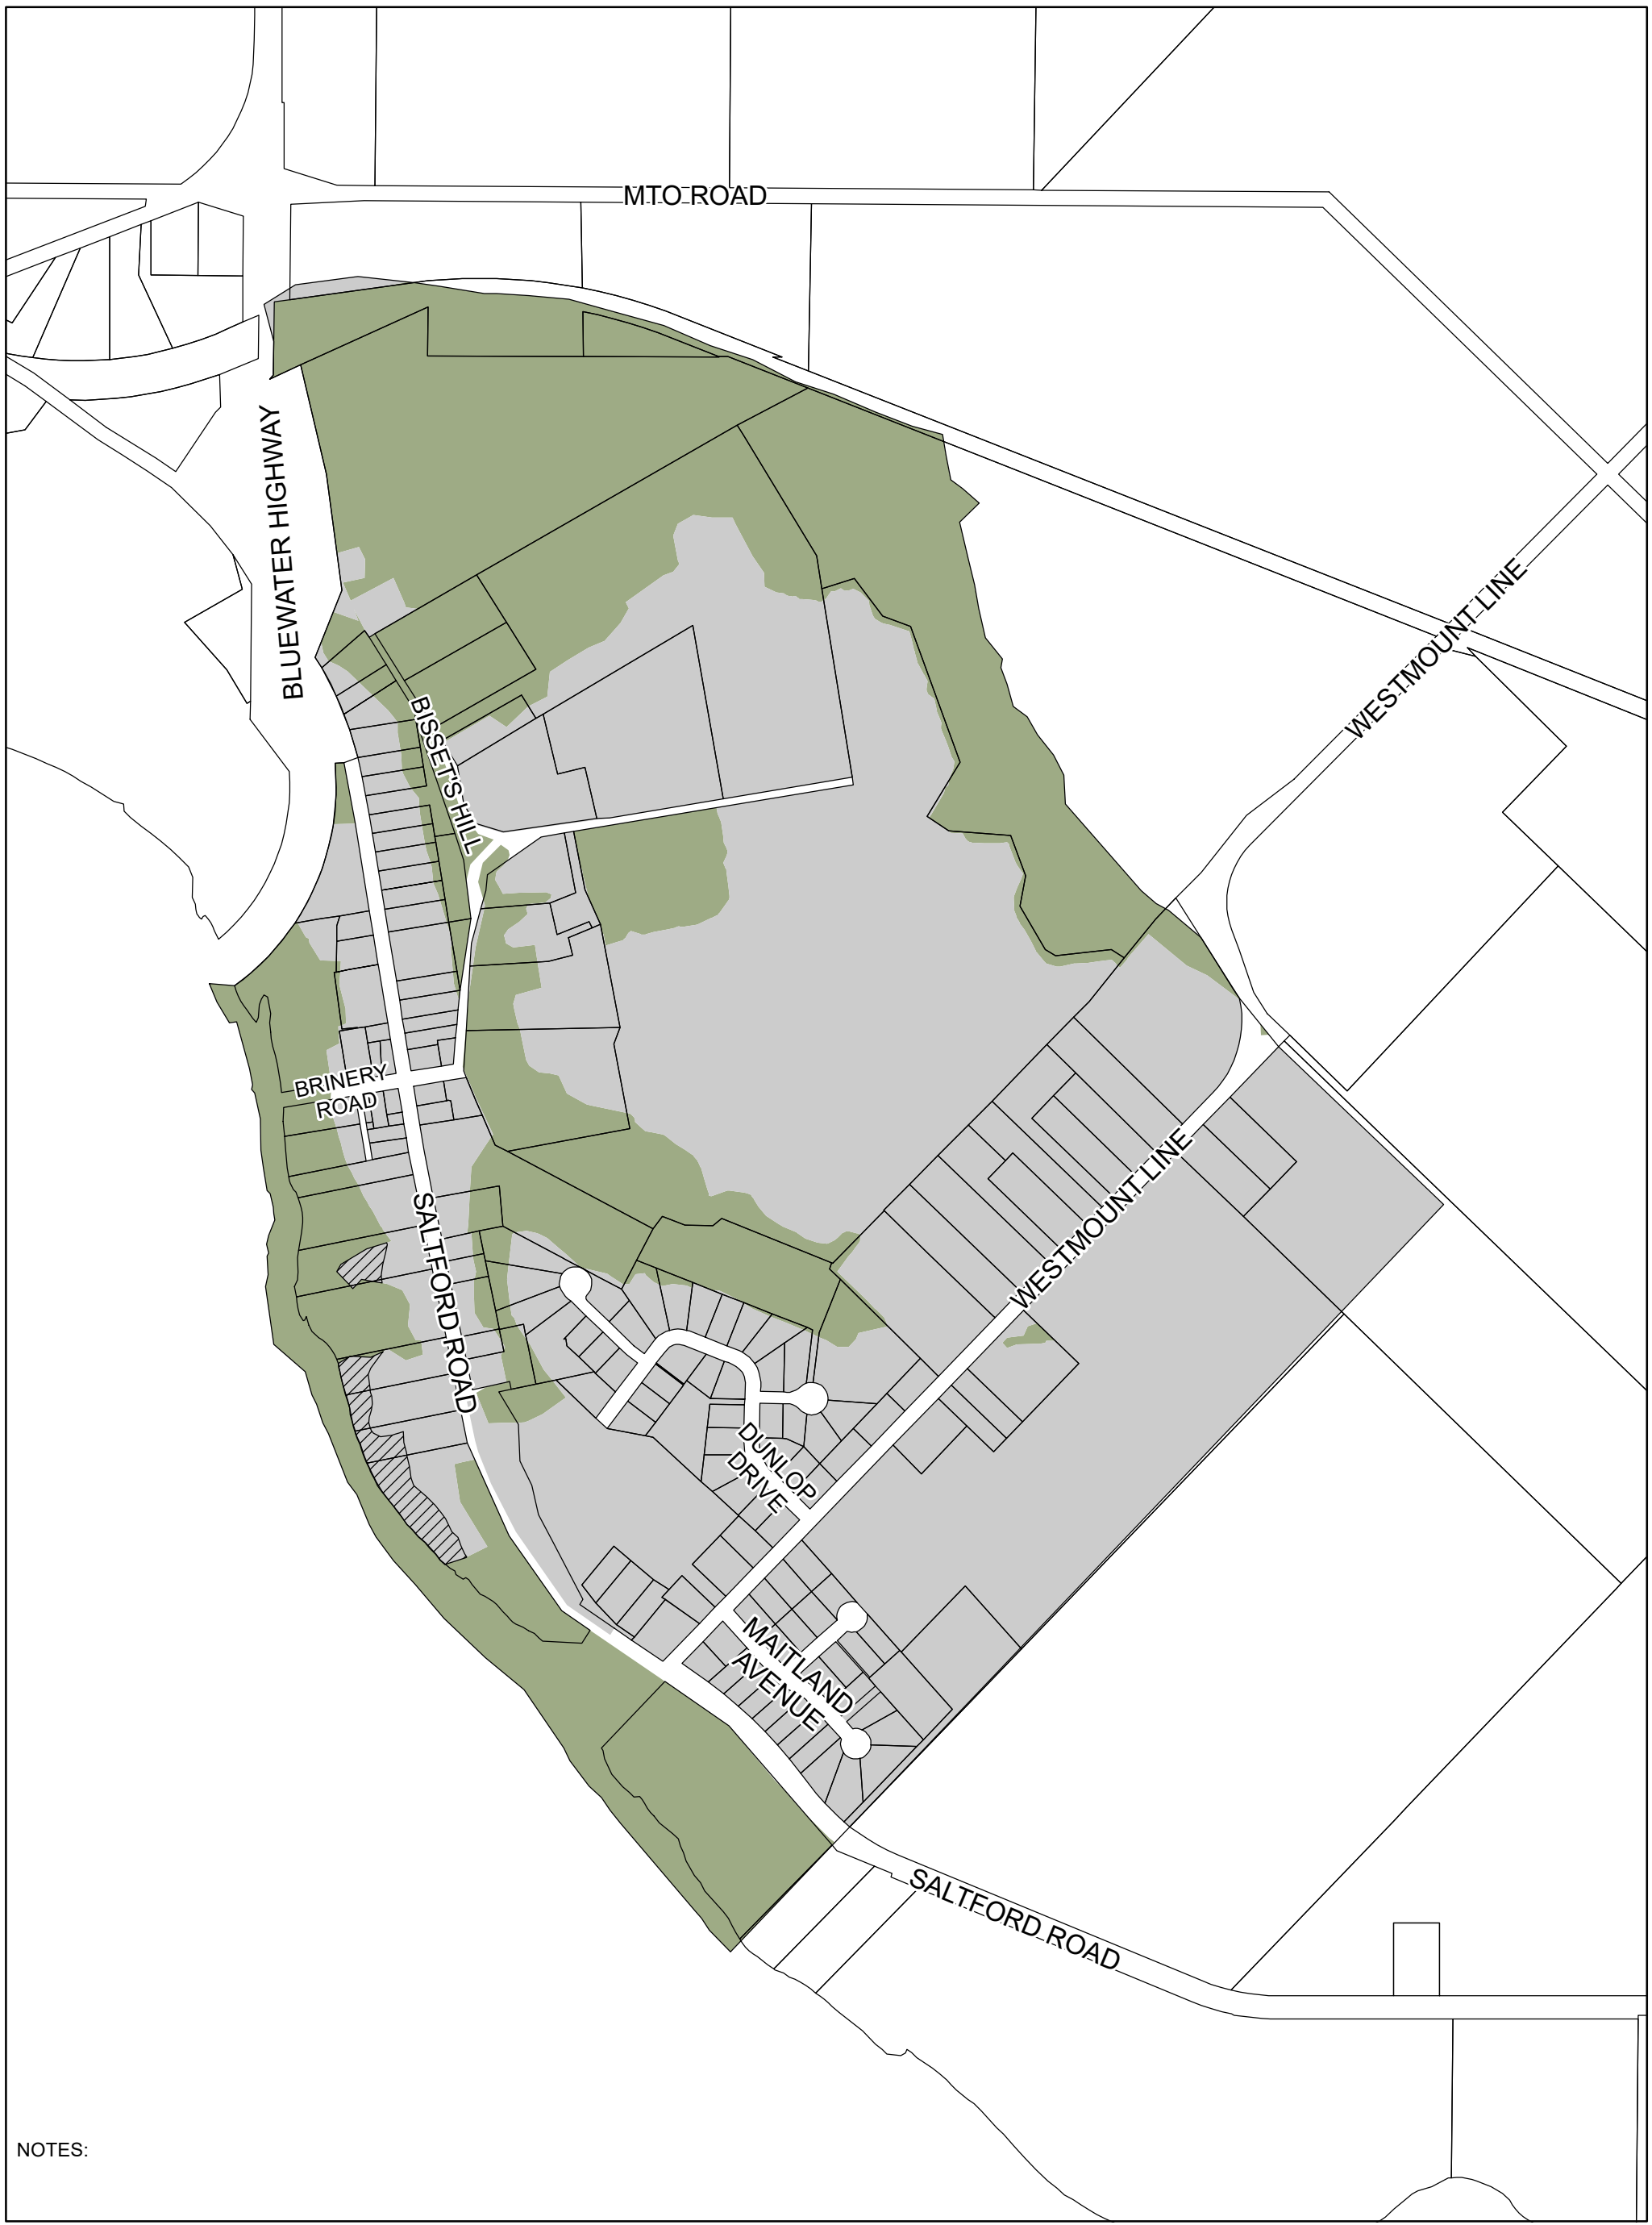 MTO ROAD
BLUEWATER HIGHWAY
WESTMOUNT LINE
BISSET'S HILL
BRINERY
ROAD
SALTFORD ROAD
WESTMOUNT LINE
DUNLOP
DRIVE
MAITLAND
AVENUE
SALTFORD ROAD
NOTES: